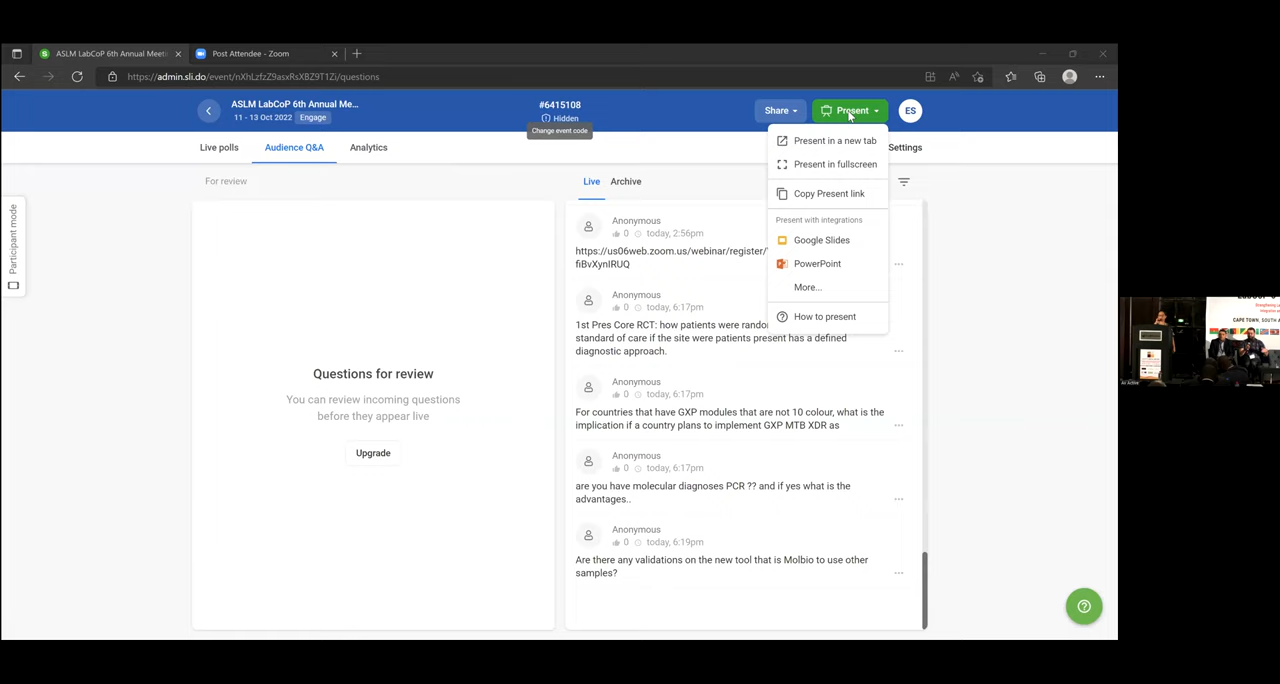 ASLM LabCoP 6th Annual Meet
Post Attendee - Zoom
https://admin.sli.do/event/nXhLzfzZ9asxRsXBZ9T1Zi/questions
ASLM LabCoP 6th Annual Me...
11 - 13 Oct 2022 Engage
#6415108
Hidden
Change event code
Share
Present
ES
Live polls
Audience Q&A
Analytics
Settings
Present in a new tab
Present in fullscreen
Copy Present link
Present with integrations
Google Slides
PowerPoint
More...
How to present
Participant mode
For review
Questions for review
You can review incoming questions
before they appear live
Upgrade
Live
Archive
Anonymous
0 today, 2:56pm
https://us06web.zoom.us/webinar/register/
fiBvXynIRUQ
Anonymous
0 today, 6:17pm
1st Pres Core RCT: how patients were rando
standard of care if the site were patients present has a defined
diagnostic approach.
Anonymous
0 today, 6:17pm
For countries that have GXP modules that are not 10 colour, what is the
implication if a country plans to implement GXP MTB XDR as
Anonymous
0 today, 6:17pm
are you have molecular diagnoses PCR ?? and if yes what is the
advantages..
Anonymous
0 today, 6:19pm
Are there any validations on the new tool that is Molbio to use other
samples?
CAPE TOWN, SOUTH A